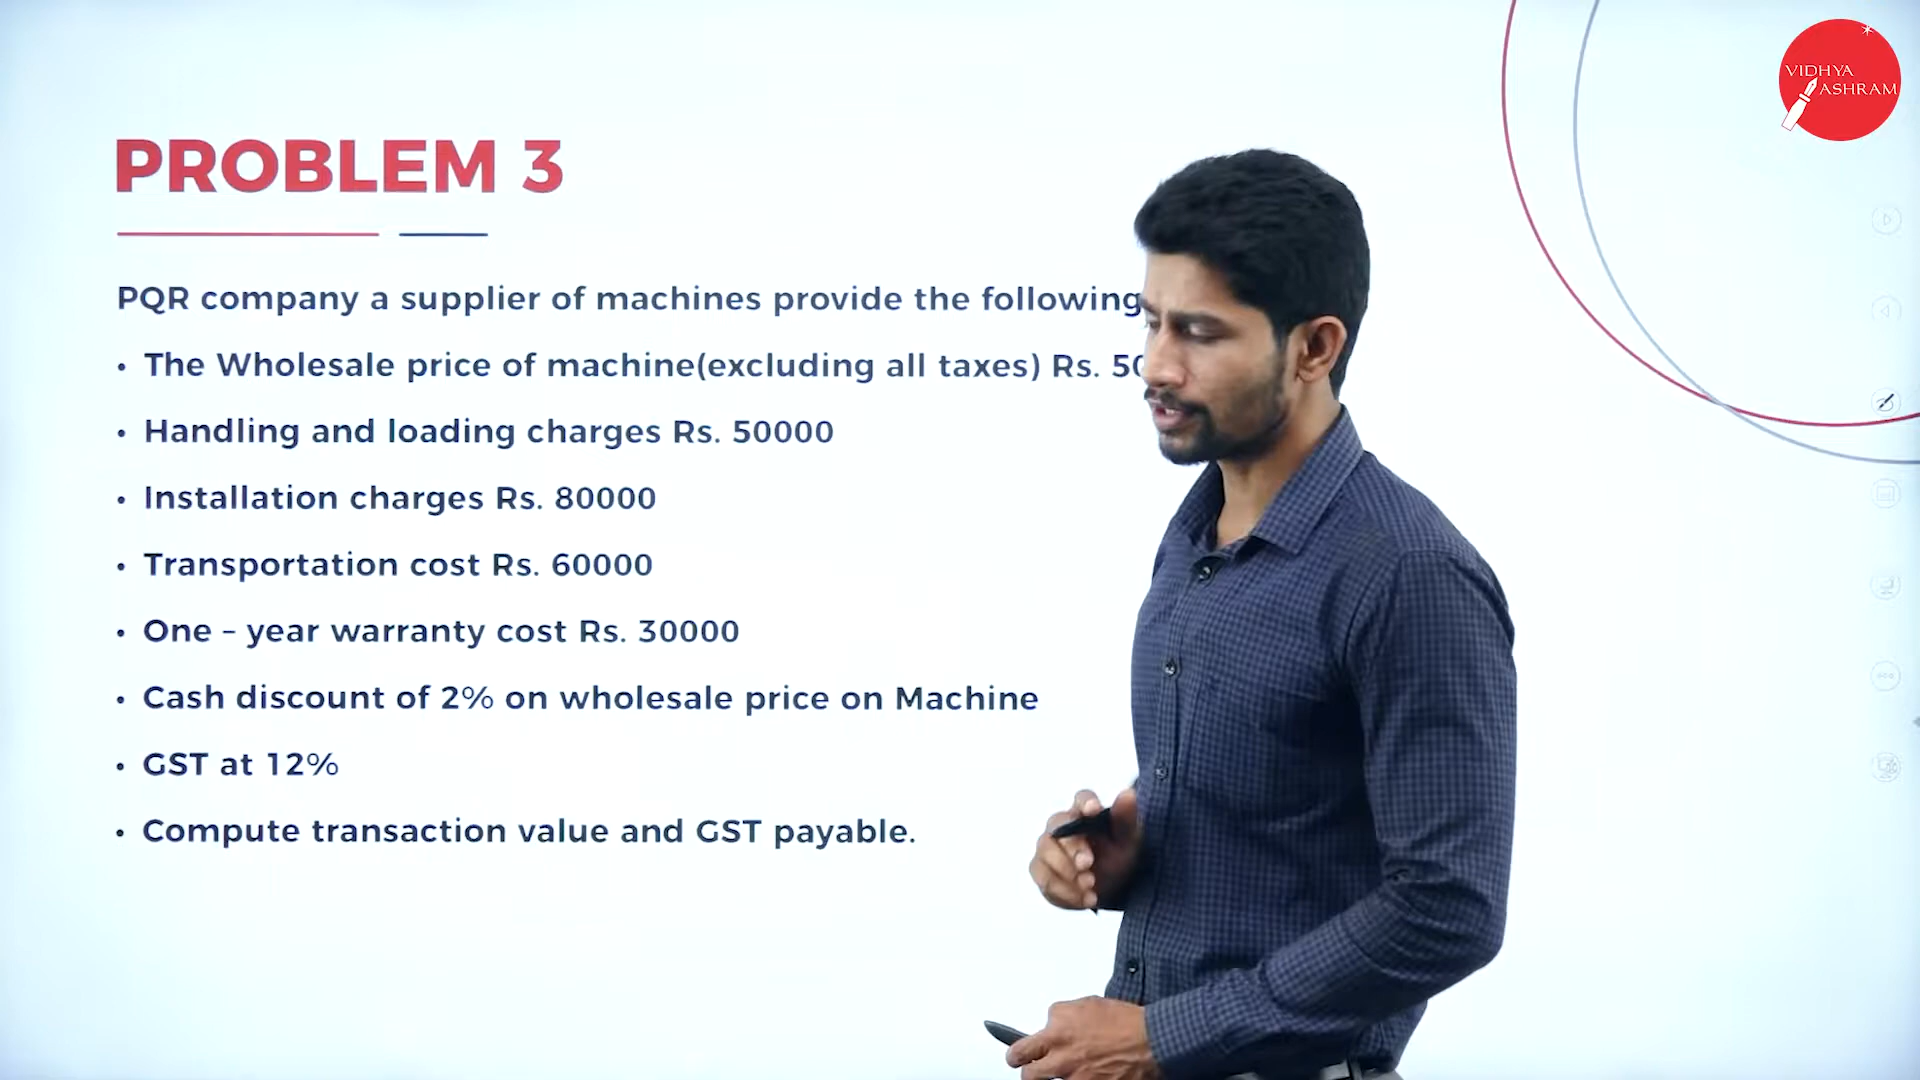 VIDHYA
ASHRAM
PROBLEM 3
PQR company a supplier of machines provide the following
• The Wholesale price of machine(excluding all taxes) Rs.
• Handling and loading charges Rs. 50000
• Installation charges Rs. 80000
• Transportation cost Rs. 60000
• One – year warranty cost Rs. 30000
• Cash discount of 2% on wholesale price on Machine
• GST at 12%
• Compute transaction value and GST payable.